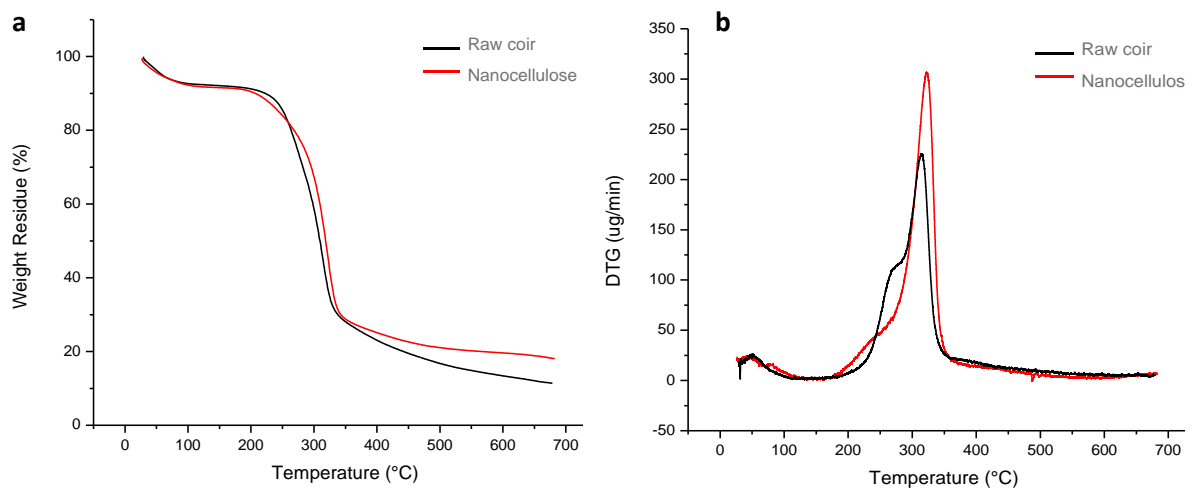 a
Raw coir
Nanocellulose
100
80
60
40
20
0
Weight Residue (%)
0 100 200 300 400 500 600 700
Temperature (°C)
b
Raw coir
Nanocellulos
350
300
250
200
150
100
50
0
-50
DTG (ug/min)
0 100 200 300 400 500 600 700
Temperature (°C)